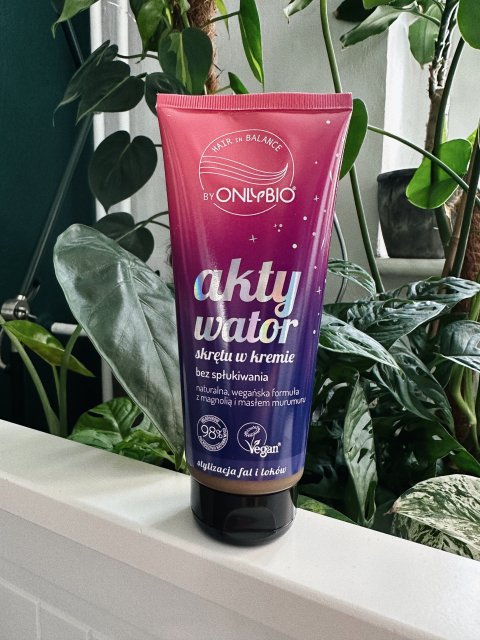 HAIR in BALANCE
BY ONLYBIO®
akty
wator
skrętu w kremie
bez spłukiwania
naturalna, wegańska formuła
z magnolią i masłem murumuru
98%
Vegan®
stylizacja fal i loków